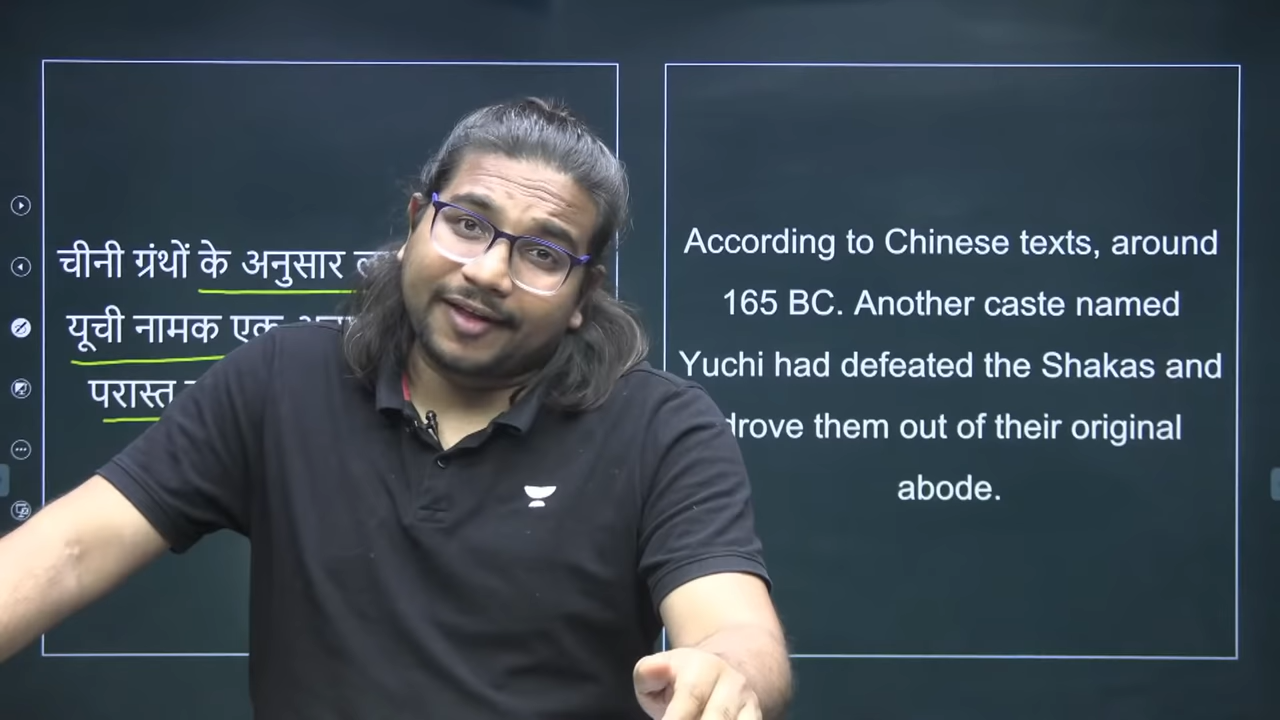 चीनी ग्रंथों के अनुसार
यूची नामक एक
परास्त
According to Chinese texts, around
165 BC. Another caste named
Yuchi had defeated the Shakas and
drove them out of their original
abode.